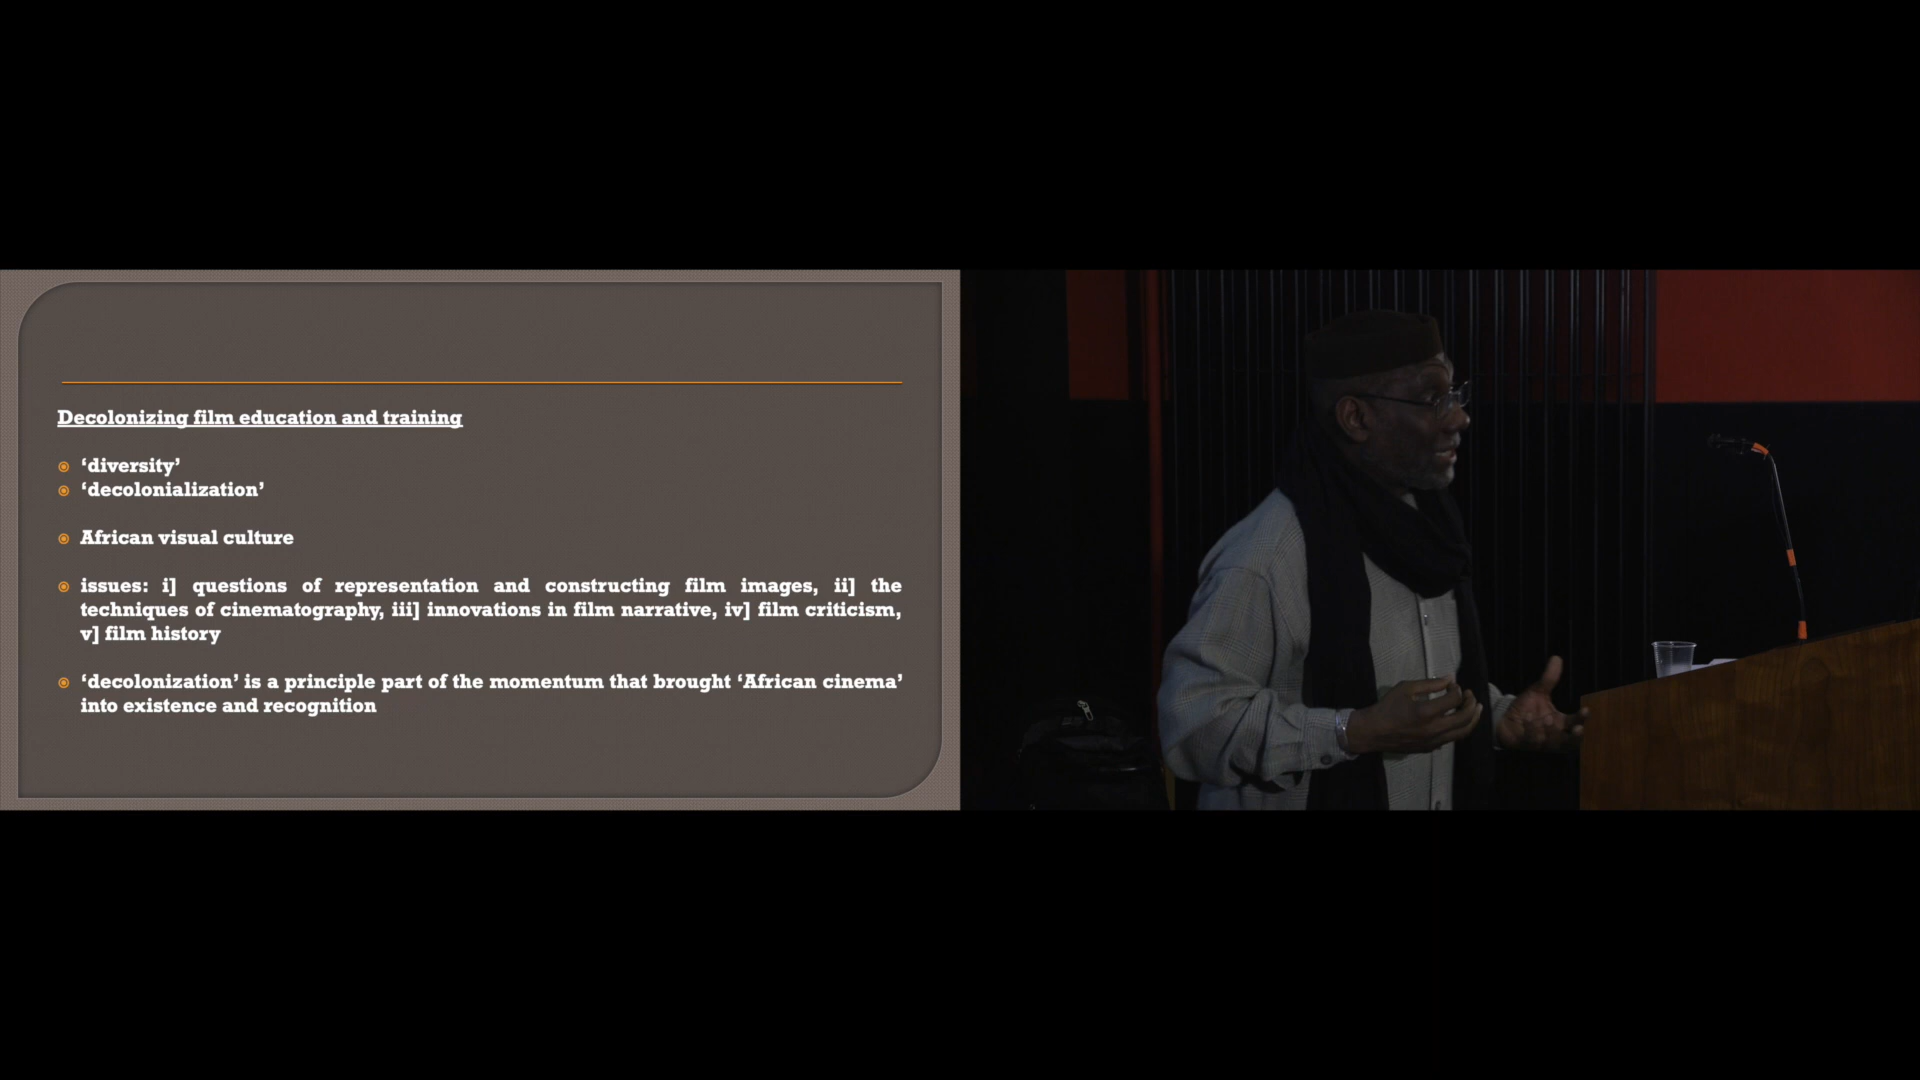 Decolonizing film education and training
‘diversity’
‘decolonialization’
African visual culture
issues: i] questions of representation and constructing film images, ii] the
techniques of cinematography, iii] innovations in film narrative, iv] film criticism,
v] film history
‘decolonization’ is a principle part of the momentum that brought ‘African cinema’
into existence and recognition